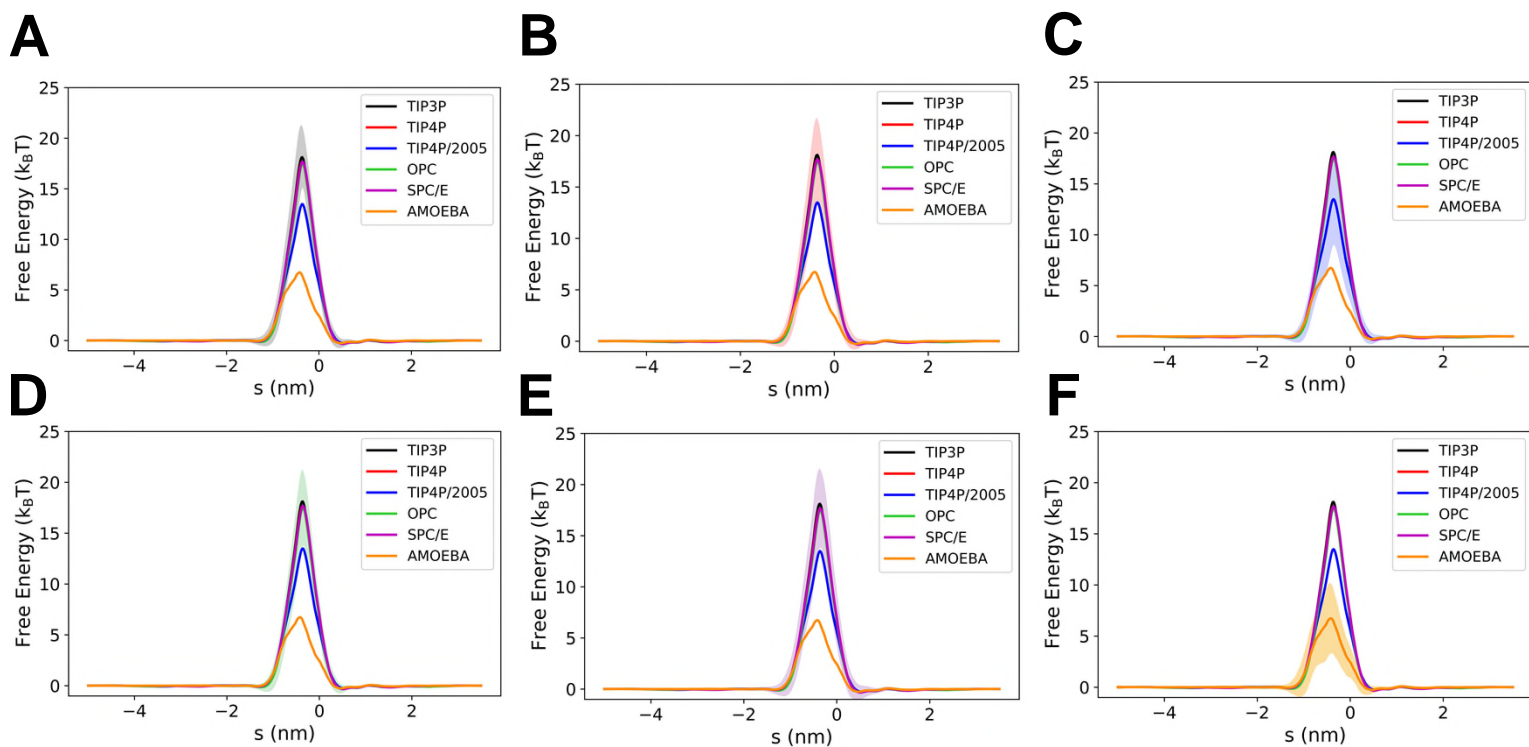 A
B
C
25
20
15
10
5
0
Free Energy (k_BT)
TIP3P
TIP4P
TIP4P/2005
OPC
SPC/E
AMOEBA
−4
−2
0
2
s (nm)
25
20
15
10
5
0
Free Energy (k_BT)
TIP3P
TIP4P
TIP4P/2005
OPC
SPC/E
AMOEBA
−4
−2
0
2
s (nm)
25
20
15
10
5
0
Free Energy (k_BT)
TIP3P
TIP4P
TIP4P/2005
OPC
SPC/E
AMOEBA
−4
−2
0
2
s (nm)
D
E
F
25
20
15
10
5
0
Free Energy (k_BT)
TIP3P
TIP4P
TIP4P/2005
OPC
SPC/E
AMOEBA
−4
−2
0
2
s (nm)
25
20
15
10
5
0
Free Energy (k_BT)
TIP3P
TIP4P
TIP4P/2005
OPC
SPC/E
AMOEBA
−4
−2
0
2
s (nm)
25
20
15
10
5
0
Free Energy (k_BT)
TIP3P
TIP4P
TIP4P/2005
OPC
SPC/E
AMOEBA
−4
−2
0
2
s (nm)